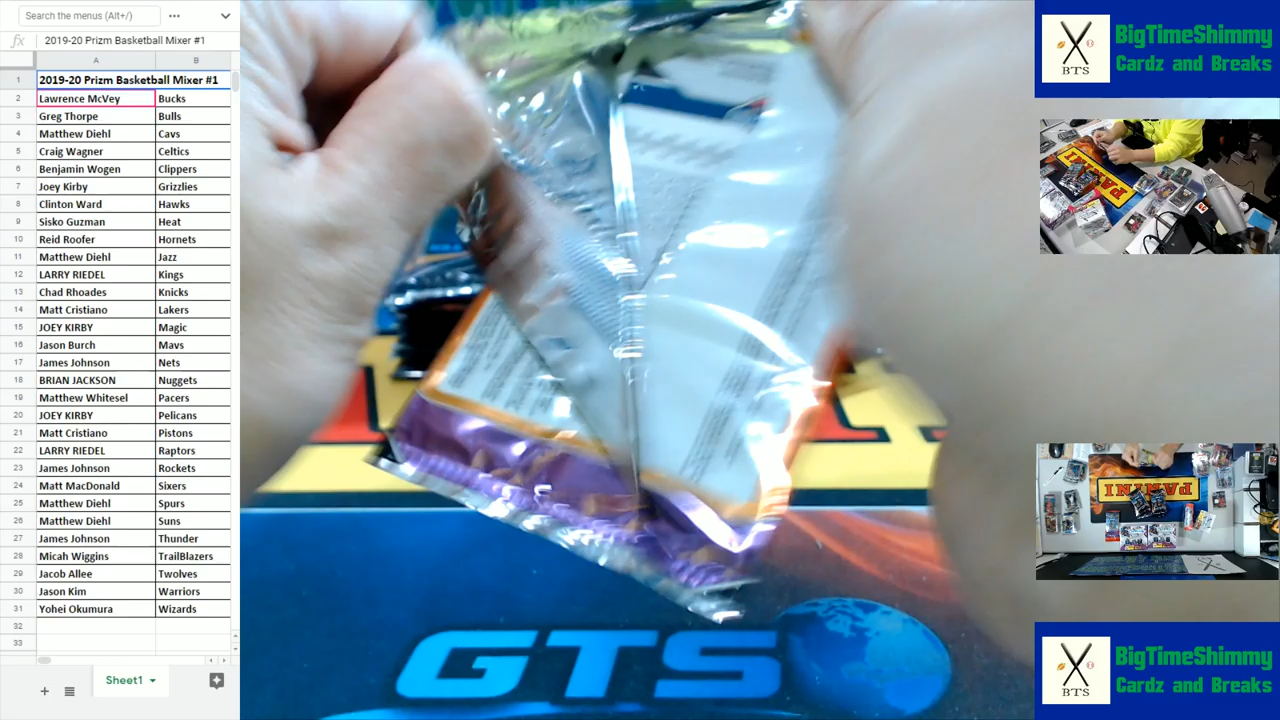 Search the menus (Alt+/)
fx 2019-20 Prizm Basketball Mixer #1
A B
1 2019-20 Prizm Basketball Mixer #1
2 Lawrence McVey Bucks
3 Greg Thorpe Bulls
4 Matthew Diehl Cavs
5 Craig Wagner Celtics
6 Benjamin Wogen Clippers
7 Joey Kirby Grizzlies
8 Clinton Ward Hawks
9 Sisko Guzman Heat
10 Reid Roofer Hornets
11 Matthew Diehl Jazz
12 LARRY RIEDEL Kings
13 Chad Rhoades Knicks
14 Matt Cristiano Lakers
15 JOEY KIRBY Magic
16 Jason Burch Mavs
17 James Johnson Nets
18 BRIAN JACKSON Nuggets
19 Matthew Whitesel Pacers
20 JOEY KIRBY Pelicans
21 Matt Cristiano Pistons
22 LARRY RIEDEL Raptors
23 James Johnson Rockets
24 Matt MacDonald Sixers
25 Matthew Diehl Spurs
26 Matthew Diehl Suns
27 James Johnson Thunder
28 Micah Wiggins TrailBlazers
29 Jacob Allee Twolves
30 Jason Kim Warriors
31 Yohei Okumura Wizards
32
33
Sheet1
GTS
BTS
BigTimeShimmy
Cardz and Breaks
PANINI
PANINI
BTS
BigTimeShimmy
Cardz and Breaks